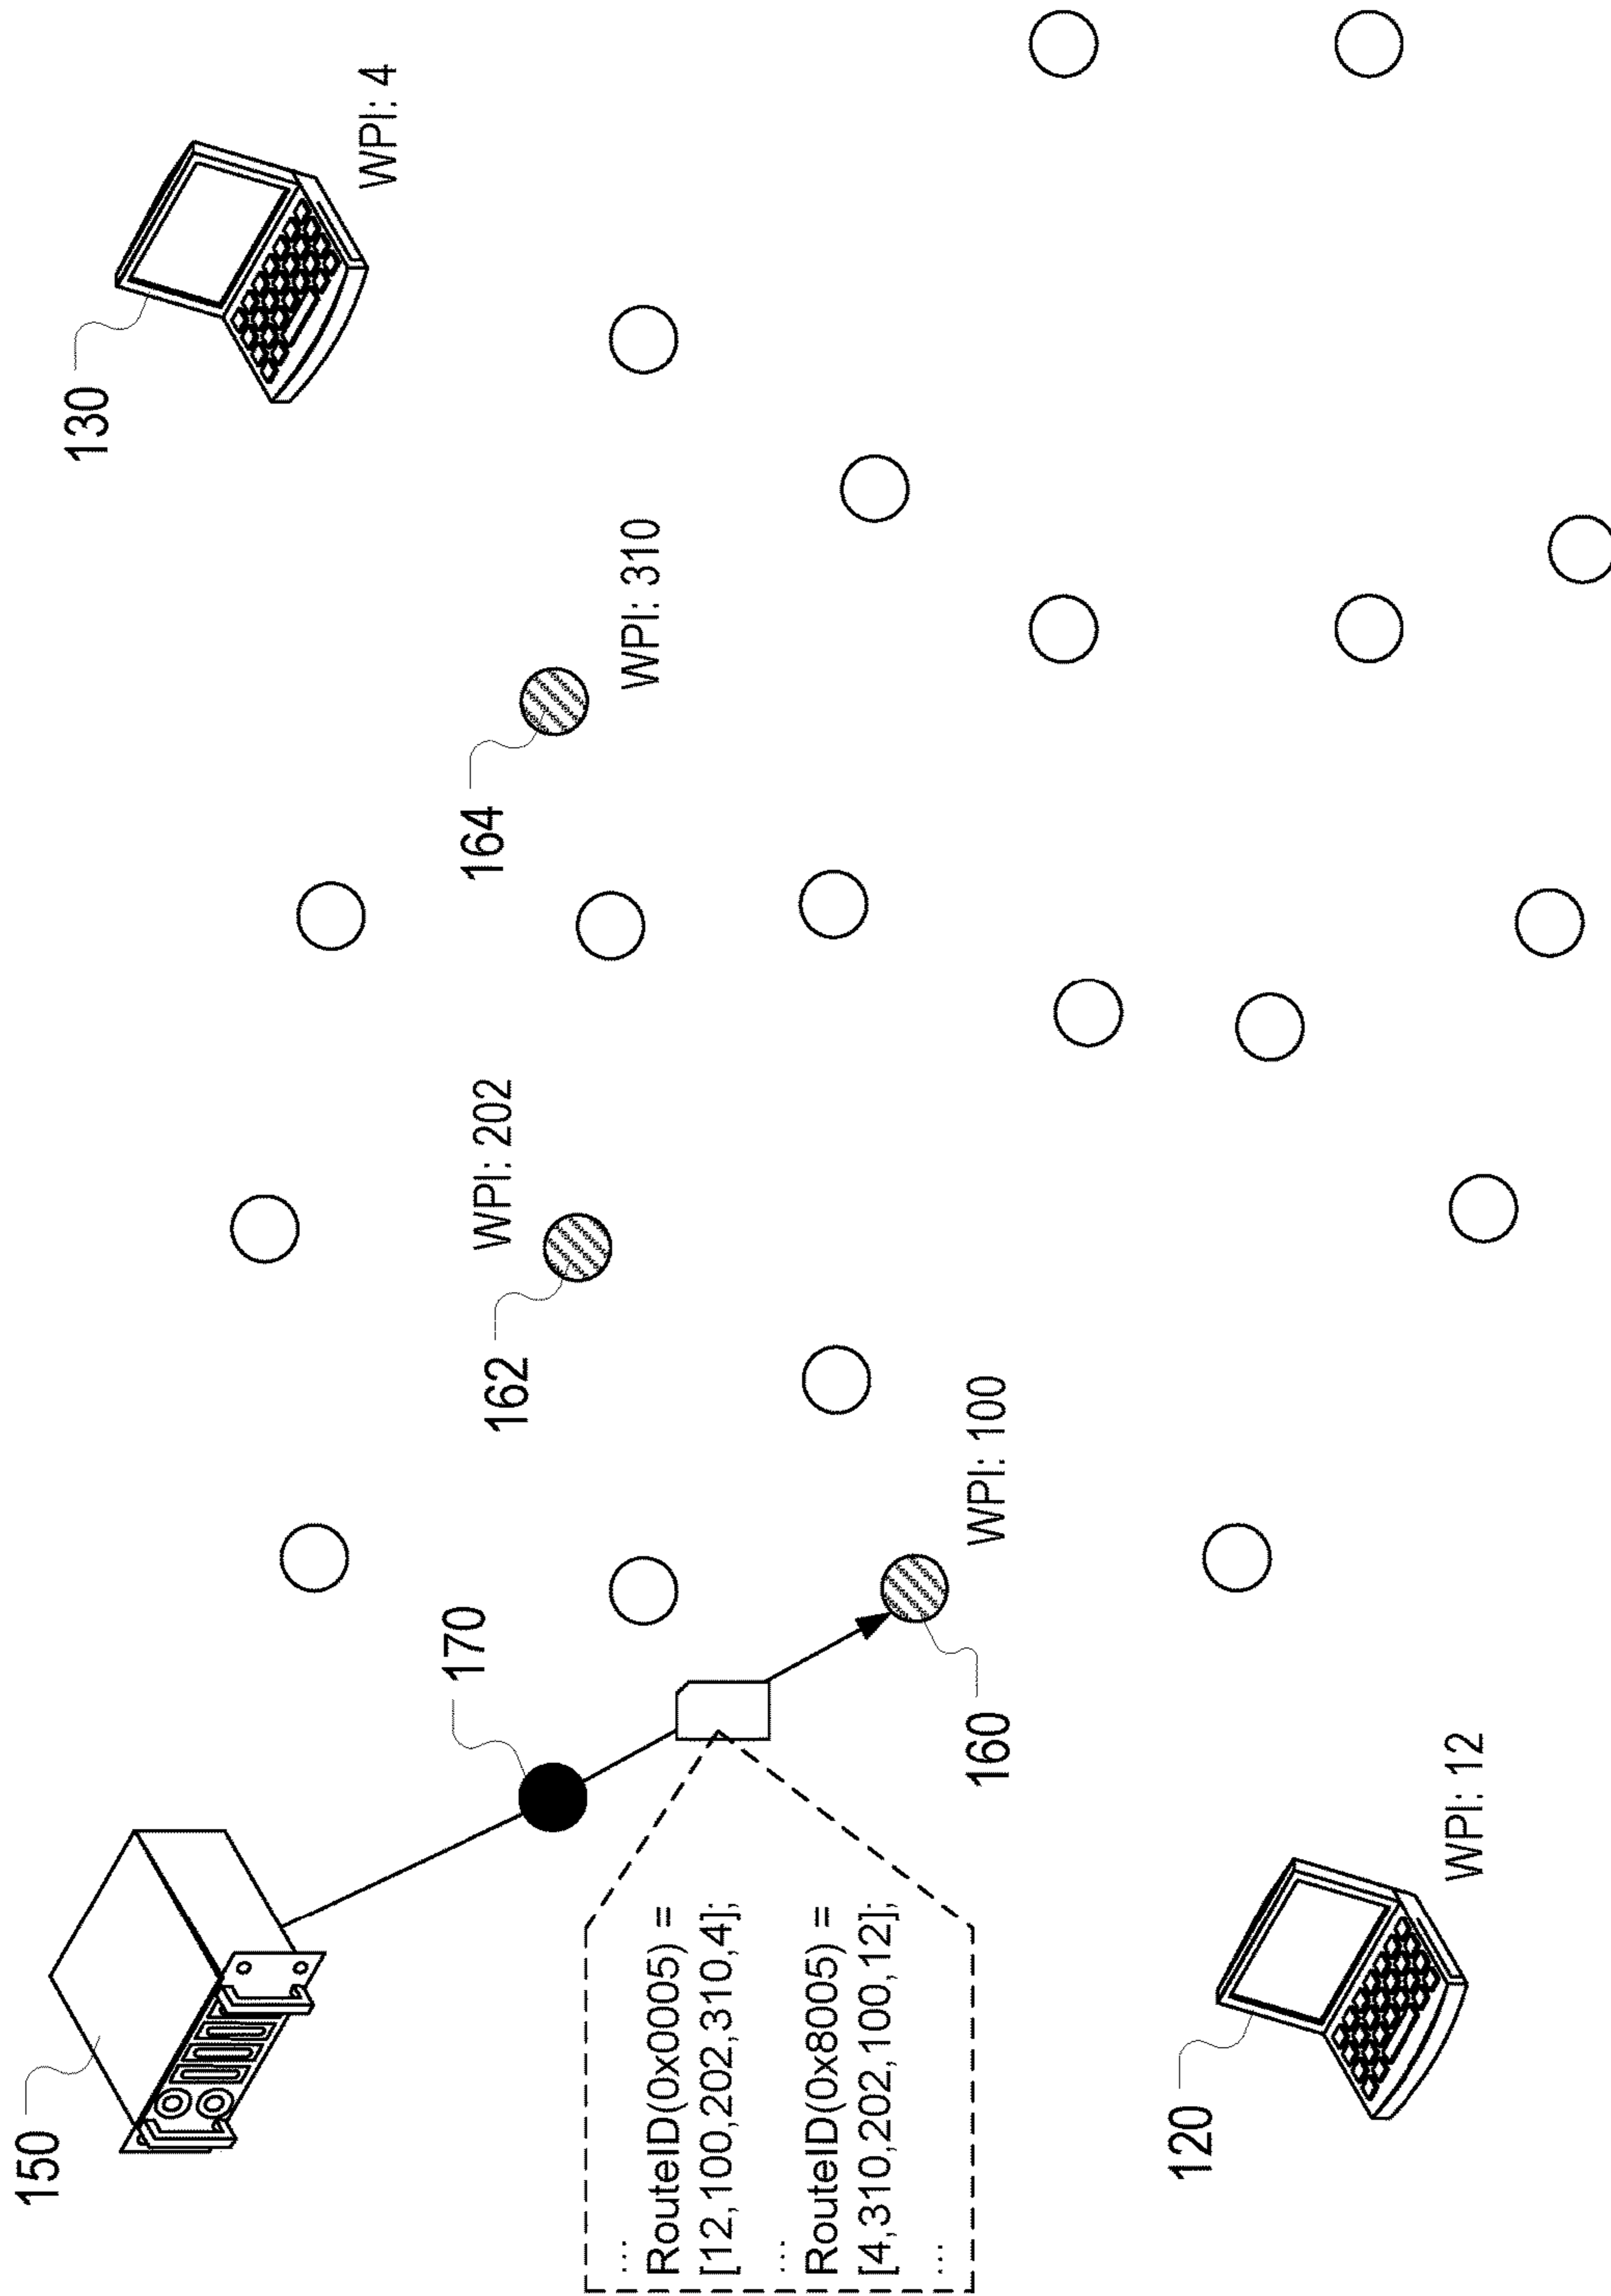 150
170
162
WPI: 202
164
WPI: 310
130
WPI: 4
...
RouteID(0x0005) =
[12,100,202,310,4];
...
RouteID(0x8005) =
[4,310,202,100,12];
...
160
WPI: 100
120
WPI: 12